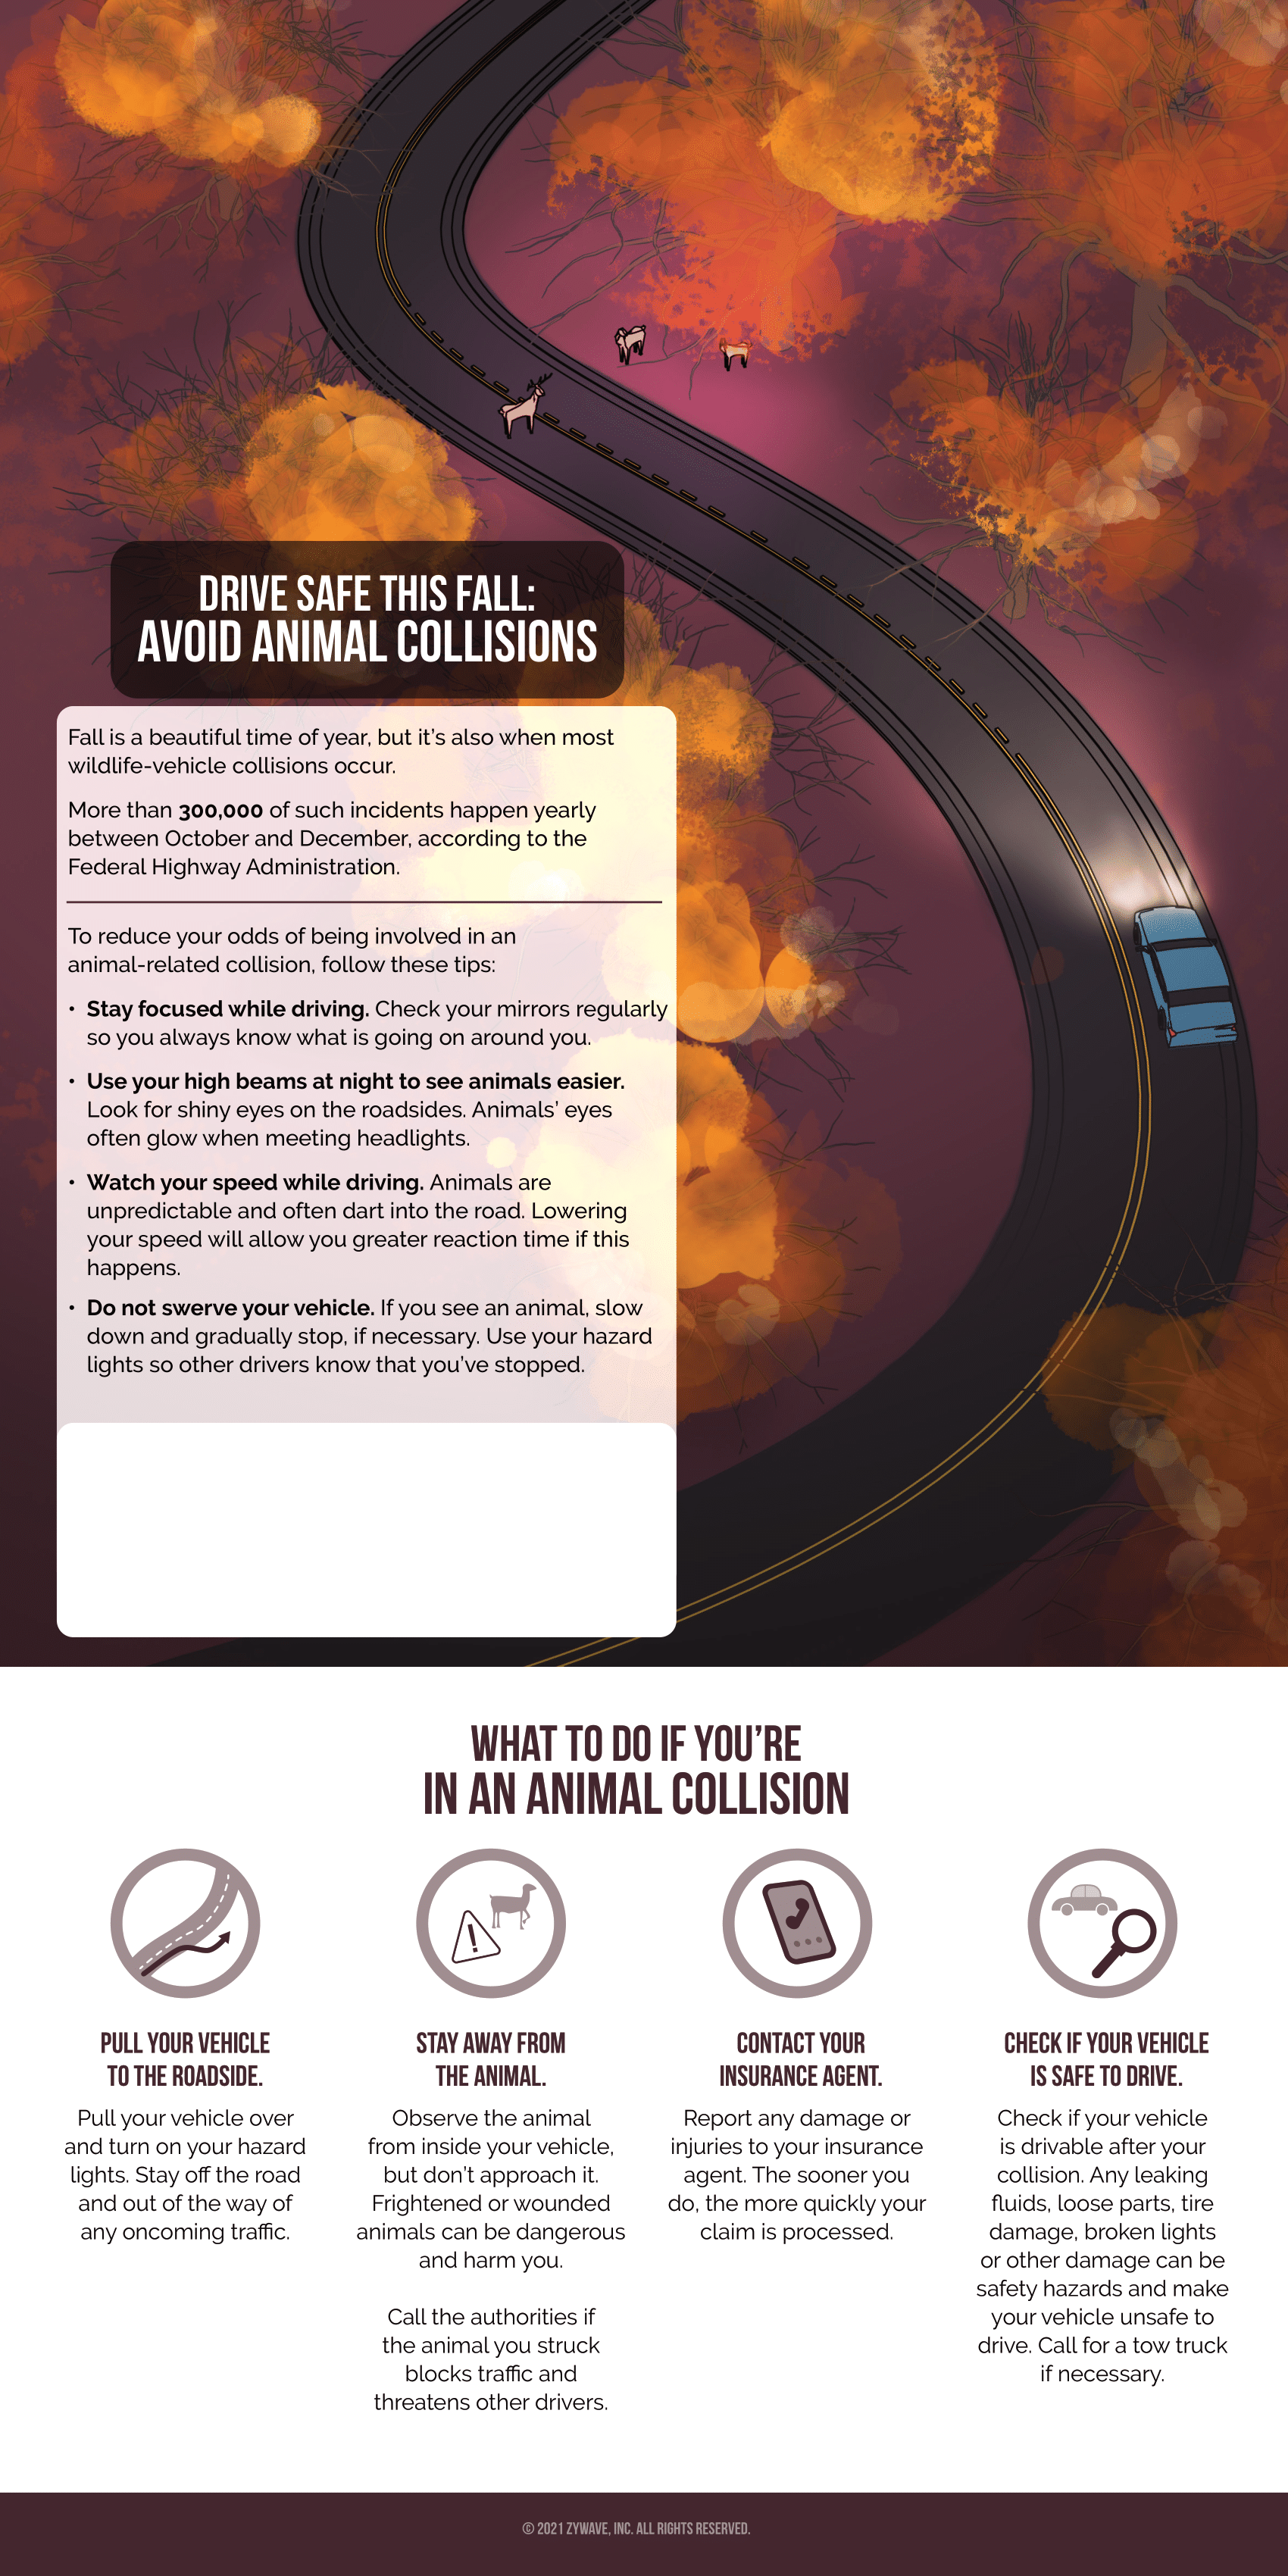 DRIVE SAFE THIS FALL:
AVOID ANIMAL COLLISIONS
Fall is a beautiful time of year, but it’s also when most
wildlife-vehicle collisions occur.
More than 300,000 of such incidents happen yearly
between October and December, according to the
Federal Highway Administration.
To reduce your odds of being involved in an
animal-related collision, follow these tips:
• Stay focused while driving. Check your mirrors regularly
so you always know what is going on around you.
• Use your high beams at night to see animals easier.
Look for shiny eyes on the roadsides. Animals’ eyes
often glow when meeting headlights.
• Watch your speed while driving. Animals are
unpredictable and often dart into the road. Lowering
your speed will allow you greater reaction time if this
happens.
• Do not swerve your vehicle. If you see an animal, slow
down and gradually stop, if necessary. Use your hazard
lights so other drivers know that you’ve stopped.
WHAT TO DO IF YOU’RE
IN AN ANIMAL COLLISION
PULL YOUR VEHICLE
TO THE ROADSIDE.
Pull your vehicle over
and turn on your hazard
lights. Stay off the road
and out of the way of
any oncoming traffic.
STAY AWAY FROM
THE ANIMAL.
Observe the animal
from inside your vehicle,
but don’t approach it.
Frightened or wounded
animals can be dangerous
and harm you.
Call the authorities if
the animal you struck
blocks traffic and
threatens other drivers.
CONTACT YOUR
INSURANCE AGENT.
Report any damage or
injuries to your insurance
agent. The sooner you
do, the more quickly your
claim is processed.
CHECK IF YOUR VEHICLE
IS SAFE TO DRIVE.
Check if your vehicle
is drivable after your
collision. Any leaking
fluids, loose parts, tire
damage, broken lights
or other damage can be
safety hazards and make
your vehicle unsafe to
drive. Call for a tow truck
if necessary.
© 2021 ZYWAVE, INC. ALL RIGHTS RESERVED.